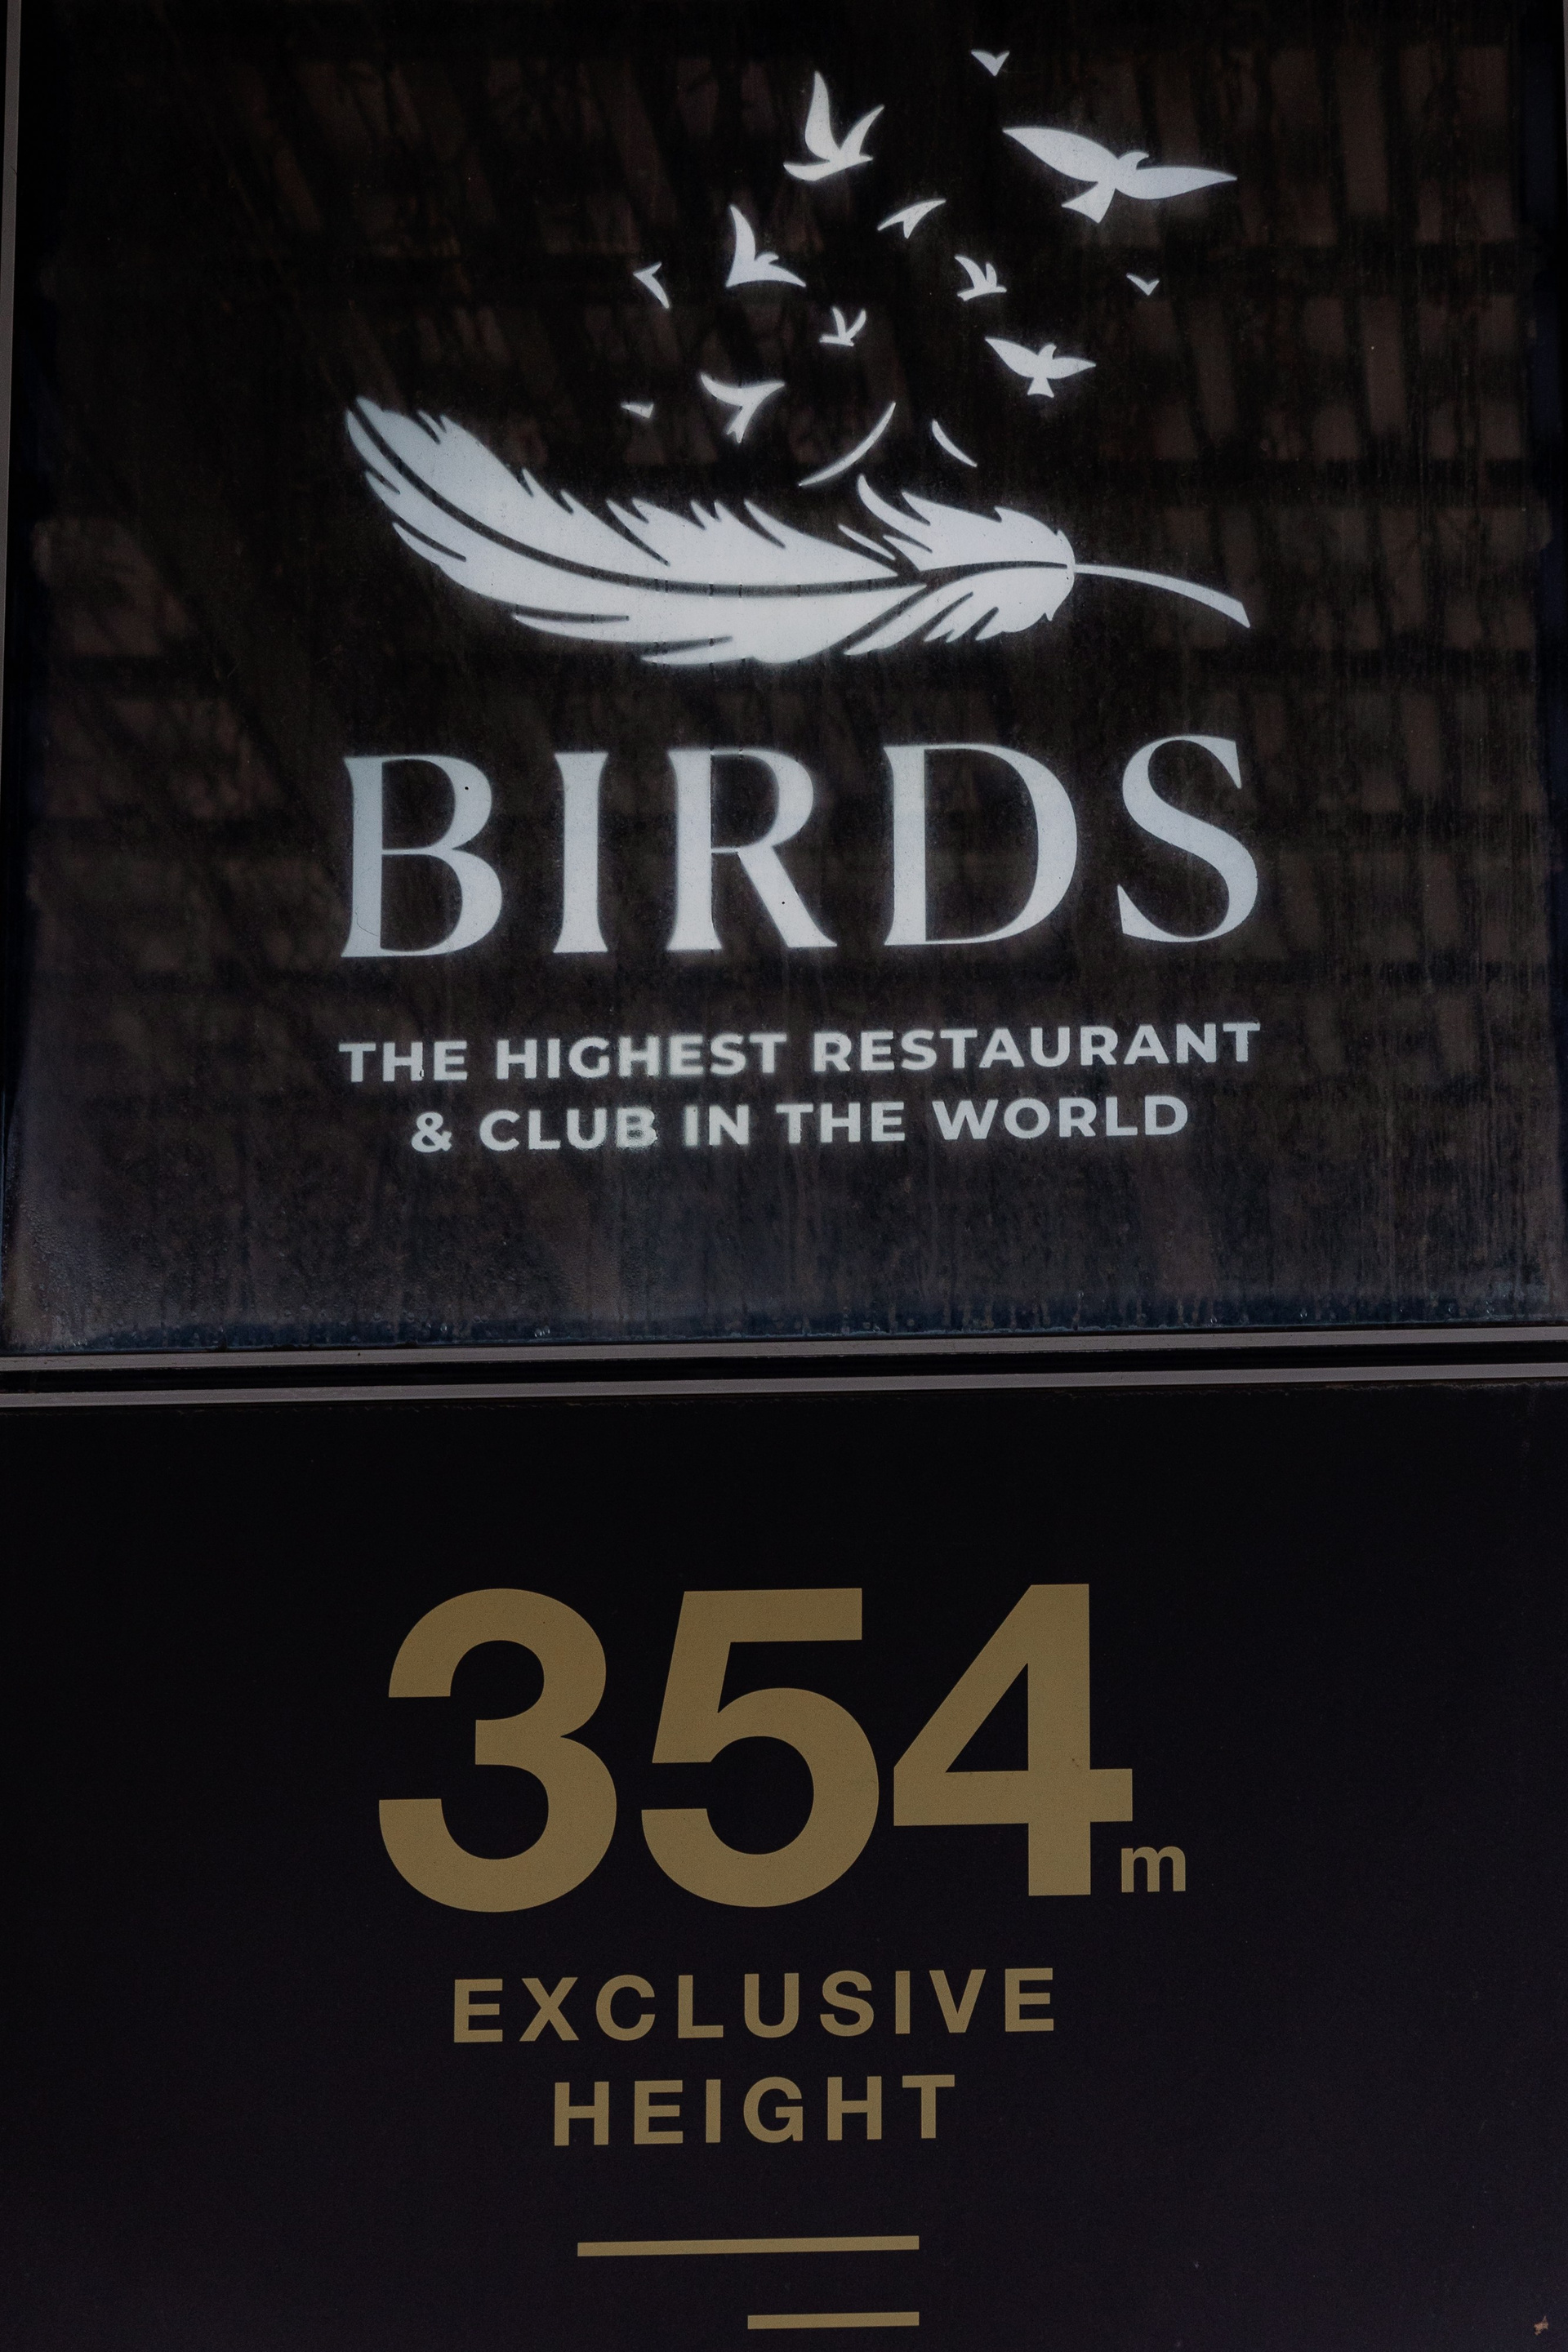 BIRDS
THE HIGHEST RESTAURANT
& CLUB IN THE WORLD
354m
EXCLUSIVE
HEIGHT